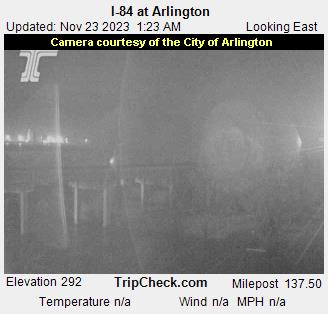 I-84 at Arlington
Updated: Nov 23 2023 1:23 AM Looking East
Camera courtesy of the City of Arlington
Elevation 292 TripCheck.com Milepost 137.50
Temperature n/a Wind n/a MPH n/a